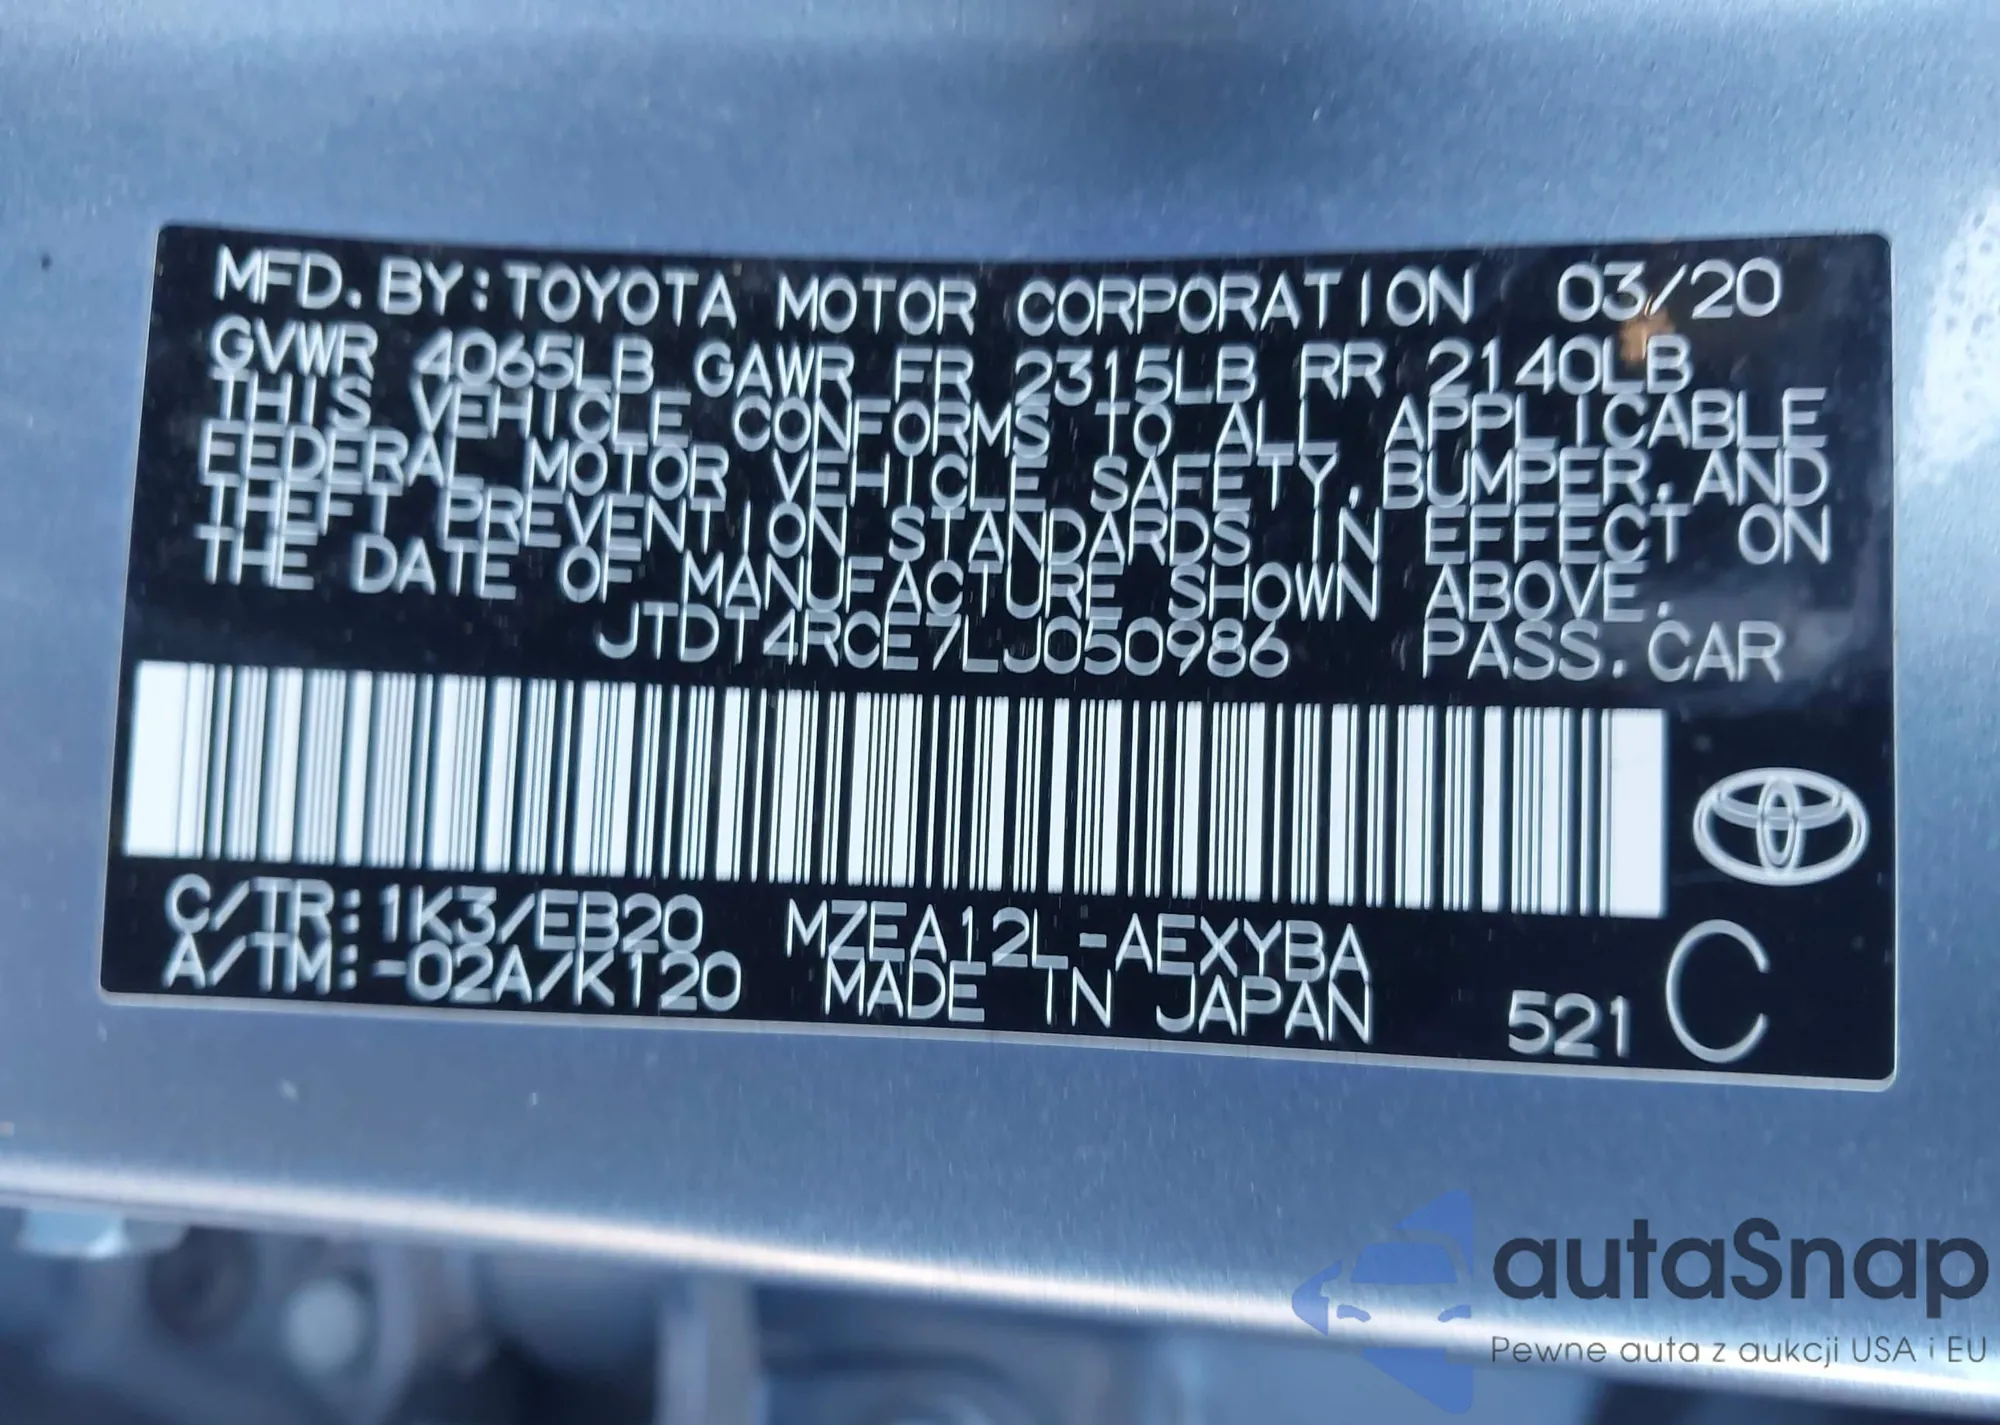 MFD. BY: TOYOTA MOTOR CORPORATION 03/20
GVWR 4065LB GAWR FR 2315LB RR 2140LB
THIS VEHICLE CONFORMS TO ALL APPLICABLE
FEDERAL MOTOR VEHICLE SAFETY, BUMPER, AND
THEFT PREVENTION STANDARDS IN EFFECT ON
THE DATE OF MANUFACTURE SHOWN ABOVE.
JTDT4RCE7LJ050986 PASS. CAR
C/TR: 1K3/EB20 MZEA12L-AEXYBA
A/TM: -02A/K120 MADE IN JAPAN 521 C
autaSnap
Pewne auta z aukcji USA i EU